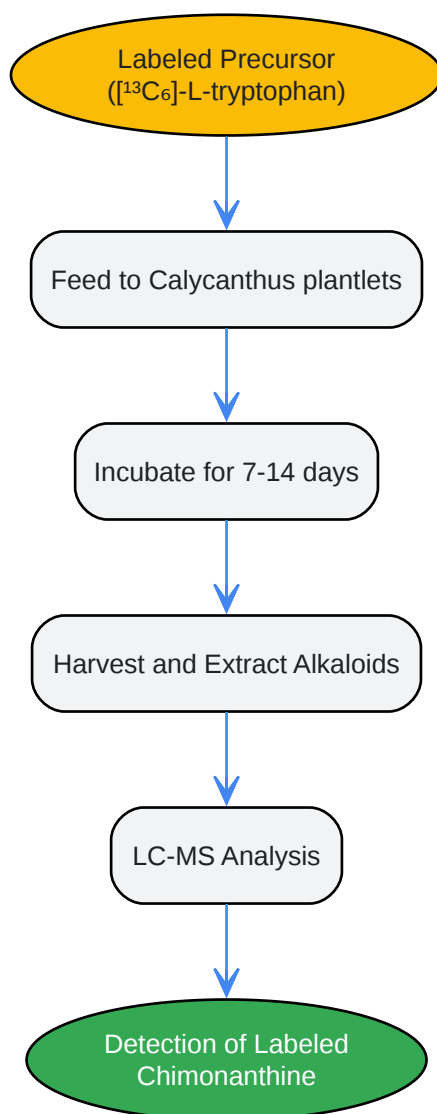 Labeled Precursor
([¹³C₆]-L-tryptophan)
Feed to Calycanthus plantlets
Incubate for 7-14 days
Harvest and Extract Alkaloids
LC-MS Analysis
Detection of Labeled
Chimonanthine